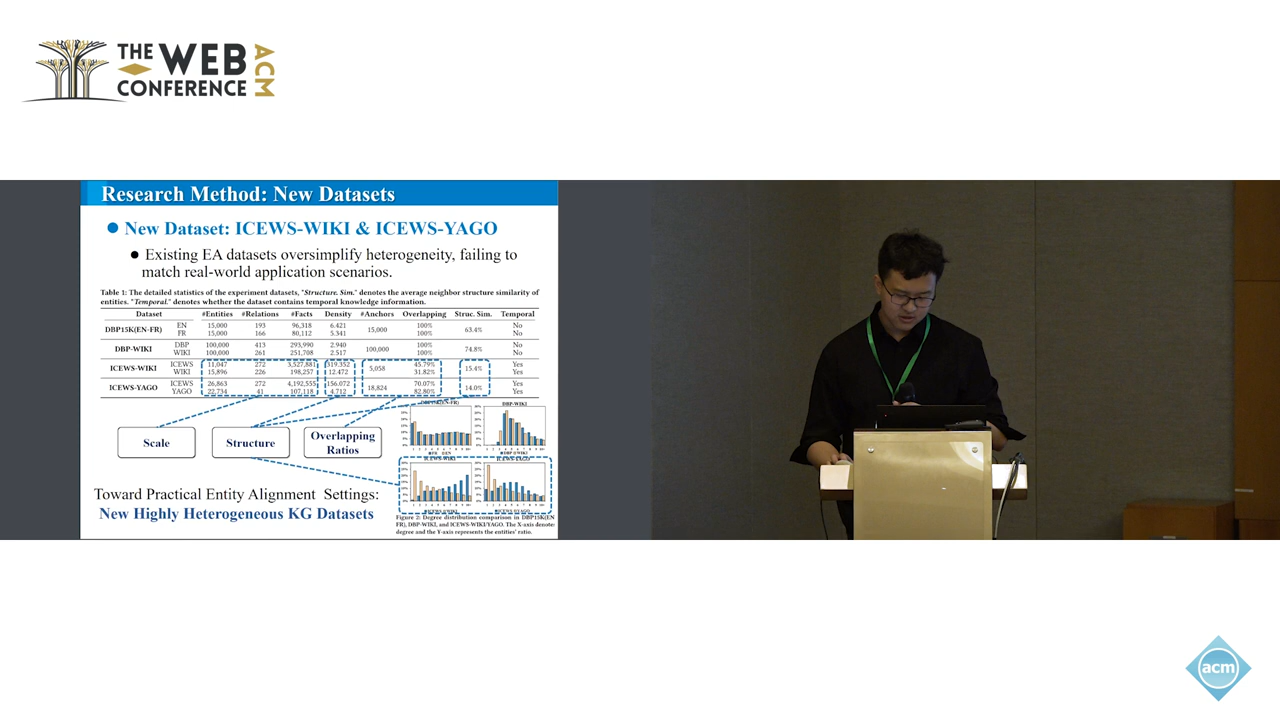 THE WEB
CONFERENCE
ACM
Research Method: New Datasets
● New Dataset: ICEWS-WIKI & ICEWS-YAGO
● Existing EA datasets oversimplify heterogeneity, failing to
match real-world application scenarios.
Table 1: The detailed statistics of the experiment datasets, "Structure. Sim." denotes the average neighbor structure similarity of
entities. "Temporal." denotes whether the dataset contains temporal knowledge information.
Dataset #Entities #Relations #Facts Density #Anchors Overlapping Struc. Sim. Temporal
DBP15K(EN-FR) EN 15,000 193 96,318 6.421 15,000 100% 63.4% No
FR 15,000 166 80,112 5.341 100% No
DBP-WIKI DBP 100,000 413 293,990 2.940 100,000 100% 74.8% No
WIKI 100,000 261 251,708 2.517 100% No
ICEWS-WIKI ICEWS 11,047 272 3,527,881 319.352 5,058 45.79% 15.4% Yes
WIKI 15,896 226 198,257 12.472 31.82% Yes
ICEWS-YAGO ICEWS 26,863 272 4,192,555 156.072 18,824 70.07% 14.0% Yes
YAGO 22,734 41 107,118 4.712 82.80% Yes
Scale
Structure
Overlapping
Ratios
DBP-WIKI
Toward Practical Entity Alignment Settings:
New Highly Heterogeneous KG Datasets
Figure 2: Degree distribution comparison in DBP15K(EN
FR), DBP-WIKI, and ICEWS-WIKI/YAGO. The X-axis denotes
degree and the Y-axis represents the entities' ratio.
acm